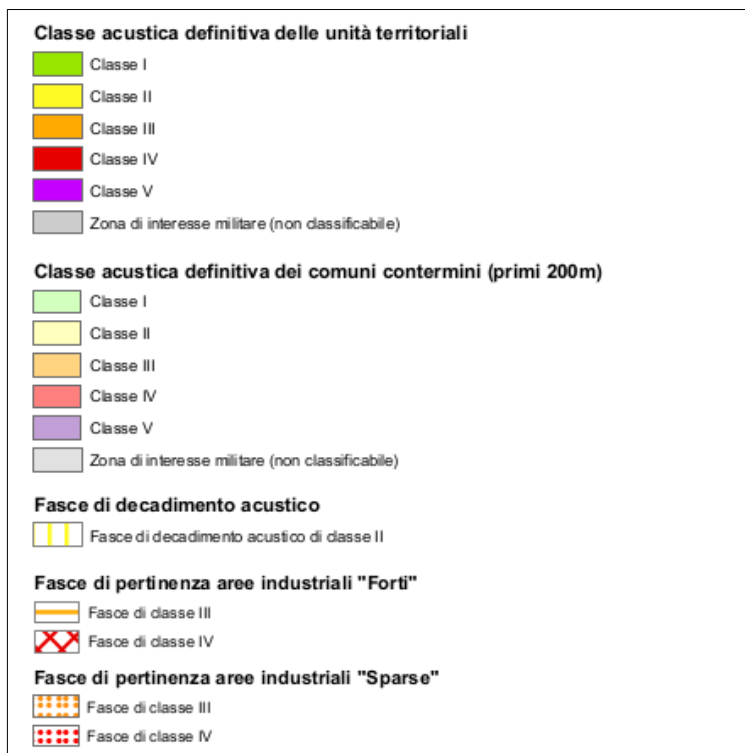 Classe acustica definitiva delle unità territoriali
Classe I
Classe II
Classe III
Classe IV
Classe V
Zona di interesse militare (non classificabile)
Classe acustica definitiva dei comuni contermini (primi 200m)
Classe I
Classe II
Classe III
Classe IV
Classe V
Zona di interesse militare (non classificabile)
Fasce di decadimento acustico
Fasce di decadimento acustico di classe II
Fasce di pertinenza aree industriali "Forti"
Fasce di classe III
Fasce di classe IV
Fasce di pertinenza aree industriali "Sparse"
Fasce di classe III
Fasce di classe IV